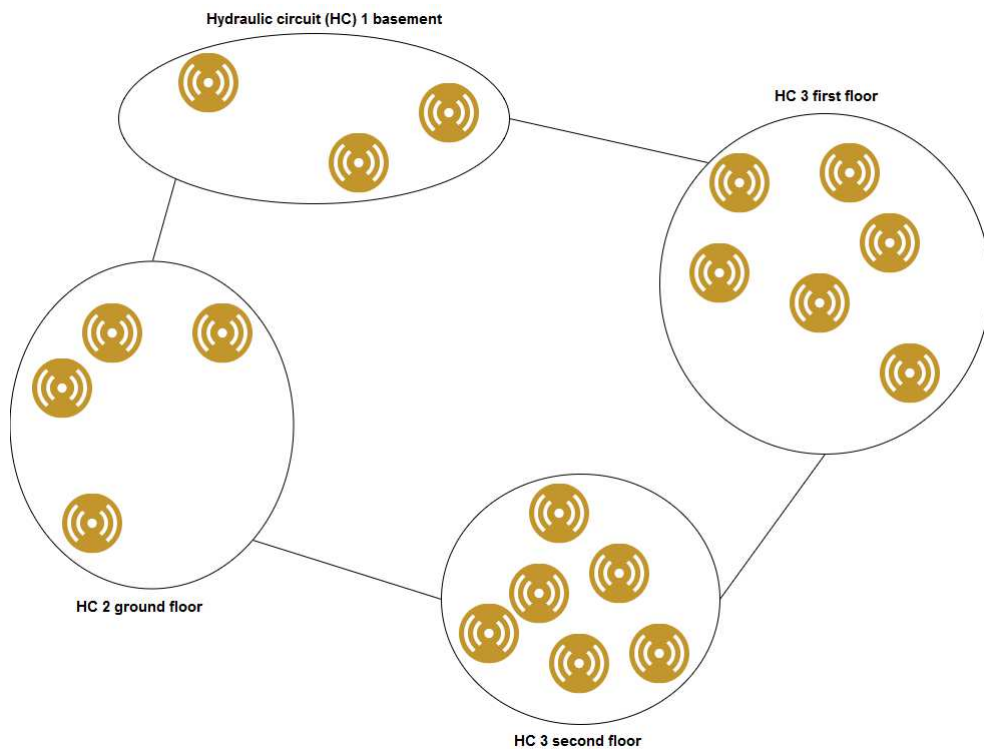 Hydraulic circuit (HC) 1 basement
HC 3 first floor
HC 2 ground floor
HC 3 second floor